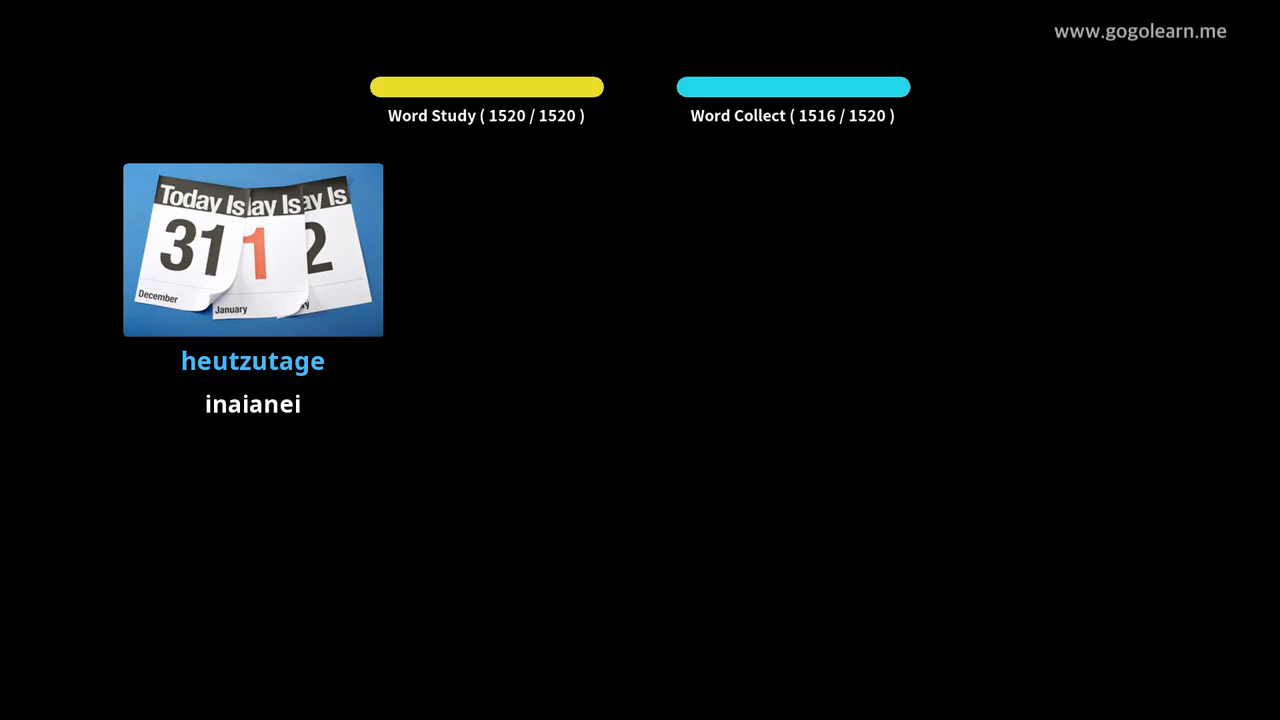 www.gogolearn.me
Word Study ( 1520 / 1520 )
Word Collect ( 1516 / 1520 )
Today Is
ay Is
ay Is
31
1
2
December
January
ry
heutzutage
inaianei